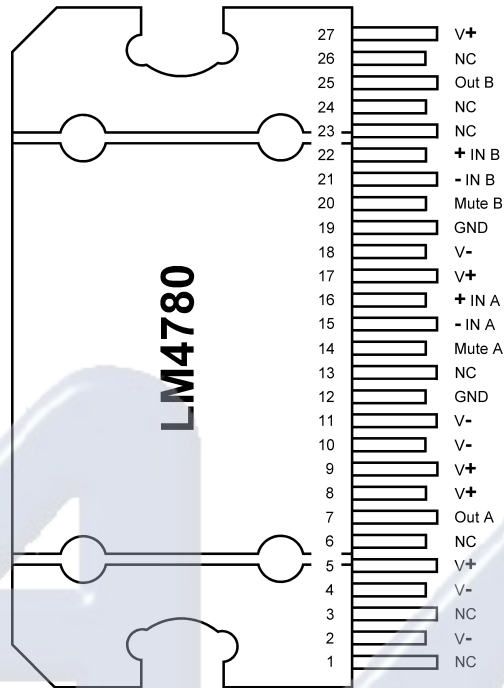 27 V+
26 NC
25 Out B
24 NC
23 NC
22 + IN B
21 - IN B
20 Mute B
19 GND
18 V-
17 V+
16 + IN A
15 - IN A
14 Mute A
13 NC
12 GND
11 V-
10 V-
9 V+
8 V+
7 Out A
6 NC
5 V+
4 V-
3 NC
2 V-
1 NC
LM4780